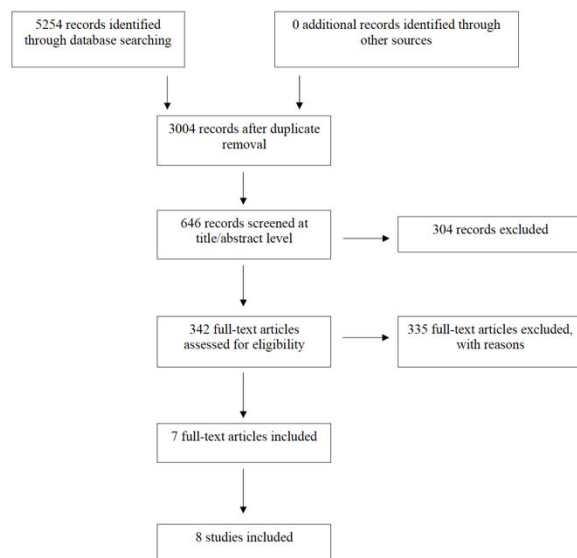 5254 records identified
through database searching
0 additional records identified through
other sources
3004 records after duplicate
removal
646 records screened at
title/abstract level
304 records excluded
342 full-text articles
assessed for eligibility
335 full-text articles excluded,
with reasons
7 full-text articles included
8 studies included